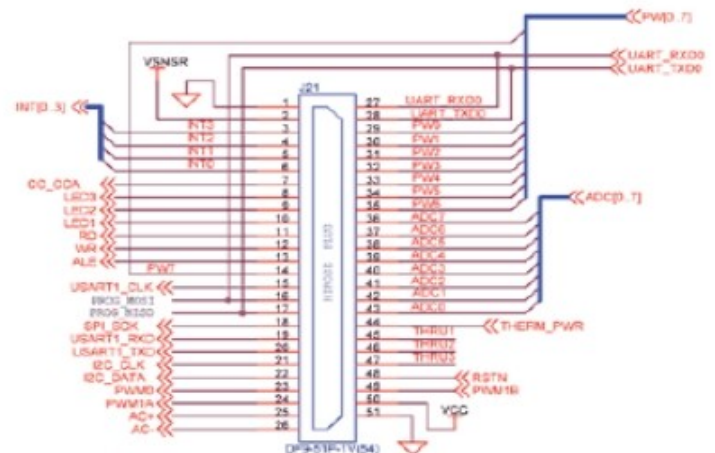 PW[0..7]
VSNSR
UART_RXD0
UART_TXD0
J21
INT[0..3]
1 27 UART_RXD0
2 28 UART_TXD0
INT3 3 29 PW0
INT2 4 30 PW1
INT1 5 31 PW2
INT0 6 32 PW3
CC_CCA 7 33 PW4
LED3 8 34 PW5
LED2 9 35 PW6
LED1 10 36 ADC7
RD 11 37 ADC6
WR 12 38 ADC5
ALE 13 39 ADC4
PW7 14 40 ADC3
USART1_CLK 15 41 ADC2
PROG_MOSI 16 42 ADC1
PROG_MISO 17 43 ADC0
SPI_SCK 18 44 THERM_PWR
USART1_RXD 19 45 THRU1
USART1_TXD 20 46 THRU2
I2C_CLK 21 47 THRU3
I2C_DATA 22 48 RSTN
PWM0 23 49 PWM1B
PWM1A 24 50 VCC
AC+ 25 51
AC- 26
ADC[0..7]
DF9-51P-1V(54)